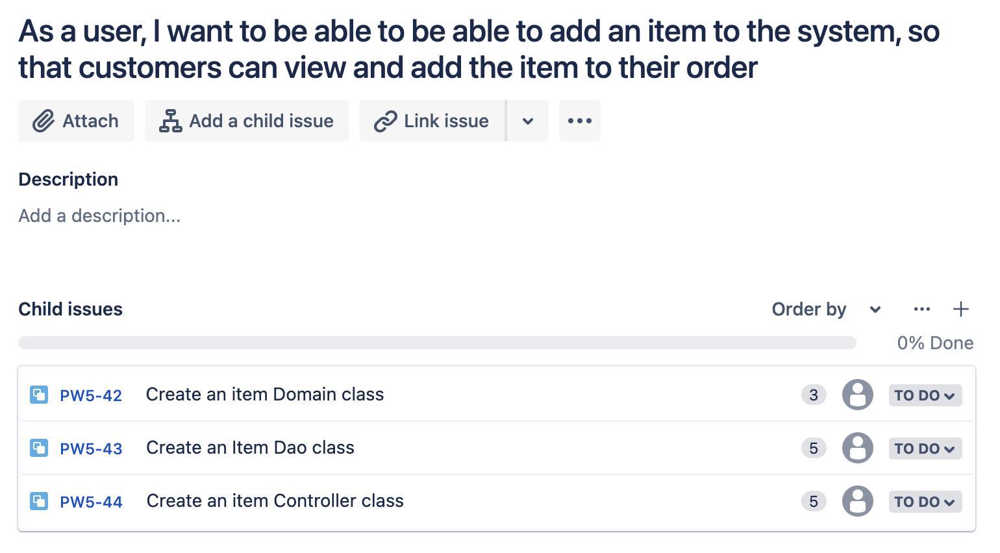 As a user, I want to be able to be able to add an item to the system, so
that customers can view and add the item to their order
Attach
Add a child issue
Link issue
Description
Add a description...
Child issues
Order by
0% Done
PW5-42 Create an item Domain class 3 TO DO
PW5-43 Create an Item Dao class 5 TO DO
PW5-44 Create an item Controller class 5 TO DO